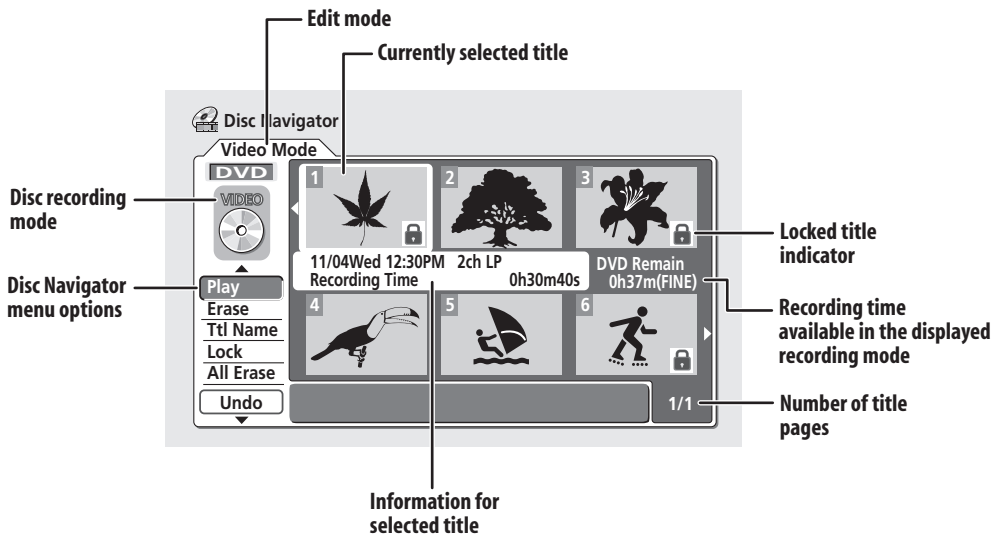 Edit mode
Currently selected title
Disc Navigator
Video Mode
DVD
VIDEO
Disc recording
mode
Disc Navigator
menu options
1
2
3
11/04Wed 12:30PM 2ch LP
Recording Time 0h30m40s
DVD Remain
0h37m(FINE)
Play
Erase
Ttl Name
Lock
All Erase
Undo
4
5
6
1/1
Locked title
indicator
Recording time
available in the displayed
recording mode
Number of title
pages
Information for
selected title